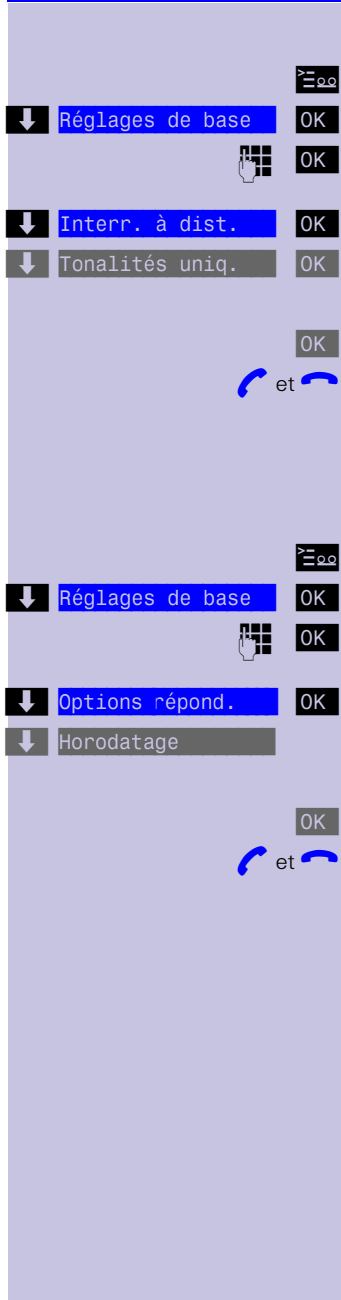 Réglages de base OK
OK
Interr. à dist. OK
Tonalités uniq. OK
OK
et
Réglages de base OK
OK
Options répond. OK
Horodatage
OK
et